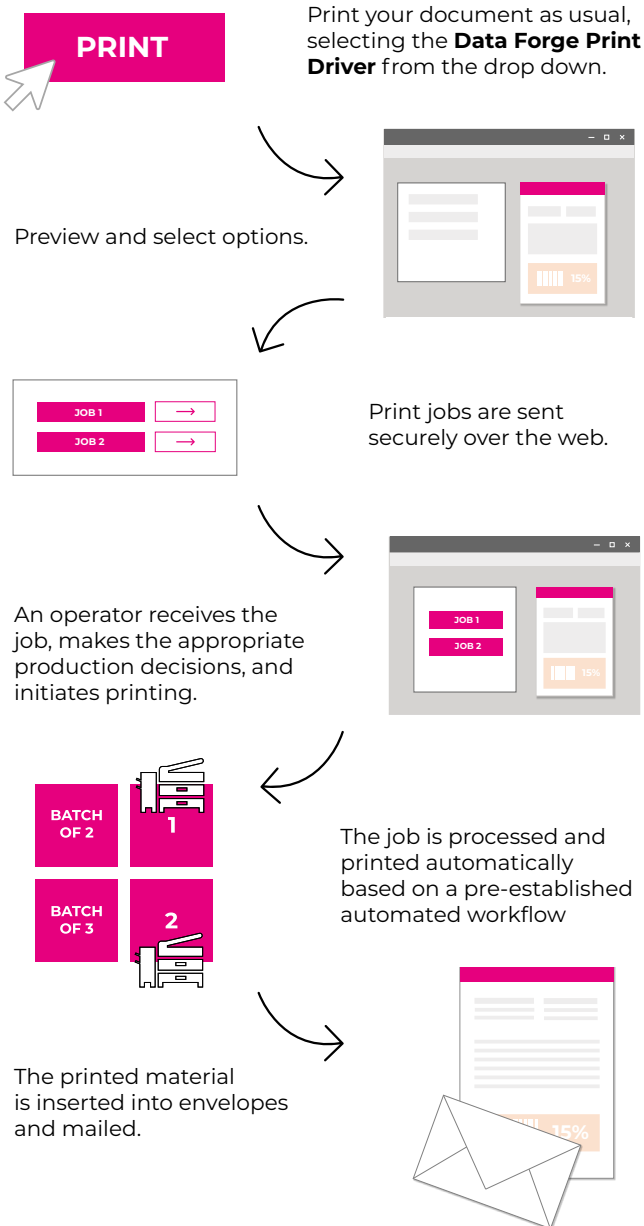 PRINT
Print your document as usual,
selecting the Data Forge Print
Driver from the drop down.
Preview and select options.
15%
JOB 1
JOB 2
Print jobs are sent
securely over the web.
An operator receives the
job, makes the appropriate
production decisions, and
initiates printing.
JOB 1
JOB 2
15%
BATCH
OF 2
1
BATCH
OF 3
2
The job is processed and
printed automatically
based on a pre-established
automated workflow
The printed material
is inserted into envelopes
and mailed.
15%